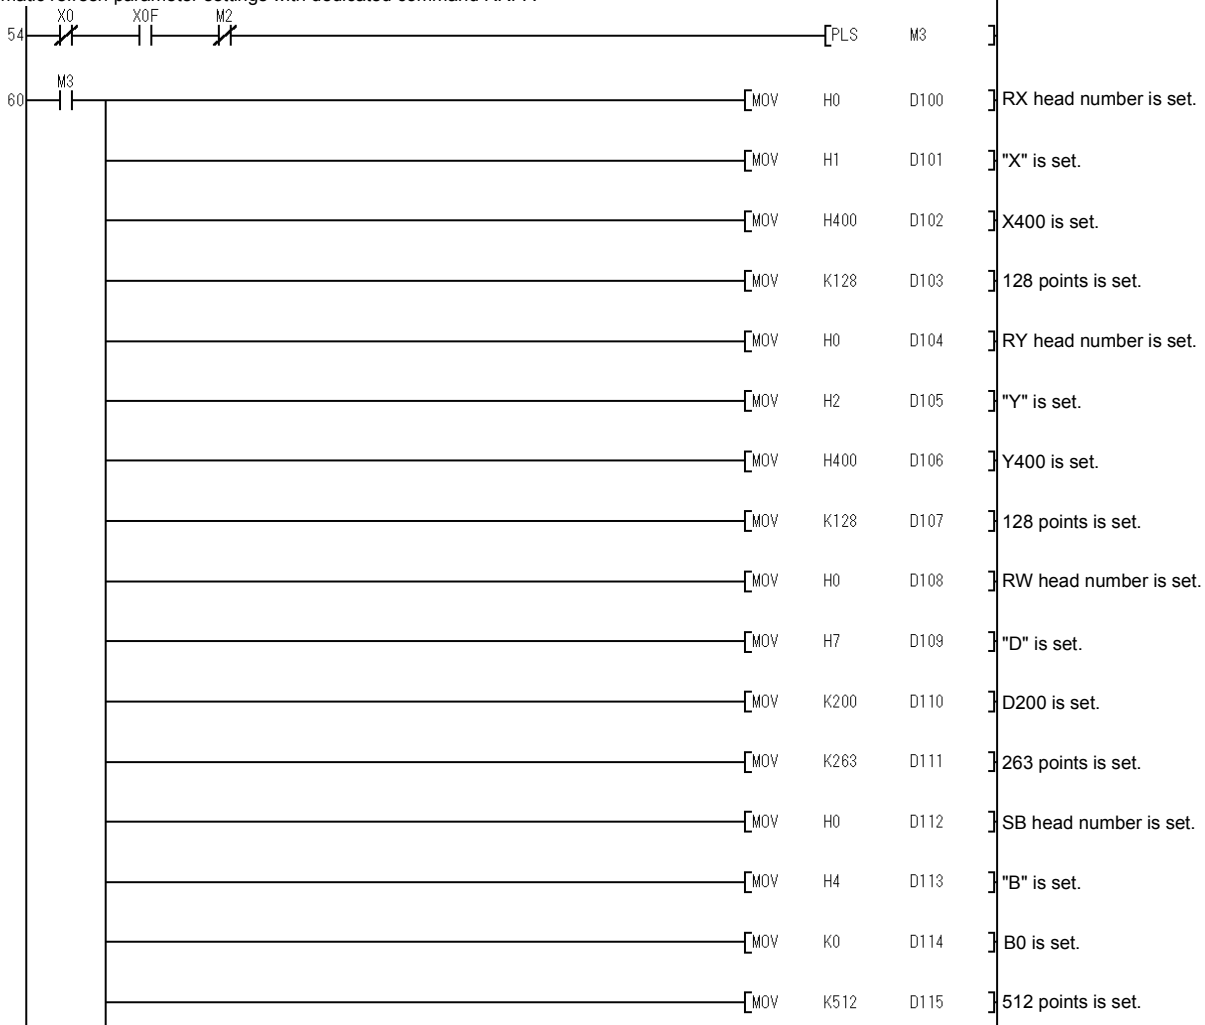 refresh parameter settings with dedicated command
X0 X0F M2
54 PLS M3
M3
60 MOV H0 D100 RX head number is set.
MOV H1 D101 "X" is set.
MOV H400 D102 X400 is set.
MOV K128 D103 128 points is set.
MOV H0 D104 RY head number is set.
MOV H2 D105 "Y" is set.
MOV H400 D106 Y400 is set.
MOV K128 D107 128 points is set.
MOV H0 D108 RW head number is set.
MOV H7 D109 "D" is set.
MOV K200 D110 D200 is set.
MOV K263 D111 263 points is set.
MOV H0 D112 SB head number is set.
MOV H4 D113 "B" is set.
MOV K0 D114 B0 is set.
MOV K512 D115 512 points is set.